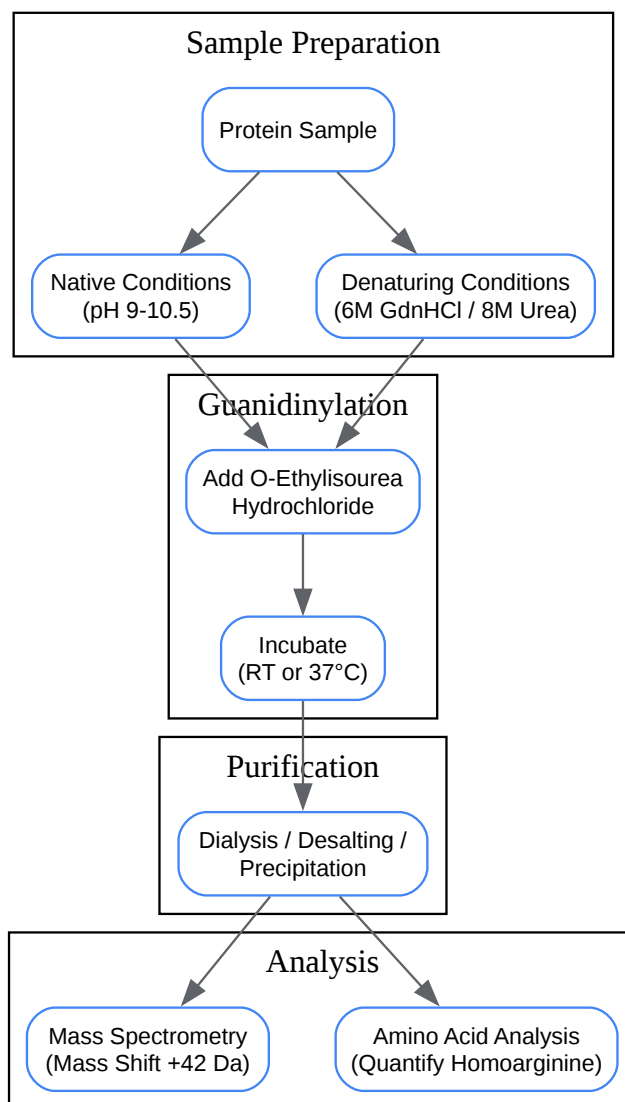 Sample Preparation
Protein Sample
Native Conditions
(pH 9-10.5)
Denaturing Conditions
(6M GdnHCl / 8M Urea)
Guanidinylation
Add O-Ethylisourea
Hydrochloride
Incubate
(RT or 37°C)
Purification
Dialysis / Desalting /
Precipitation
Analysis
Mass Spectrometry
(Mass Shift +42 Da)
Amino Acid Analysis
(Quantify Homoarginine)